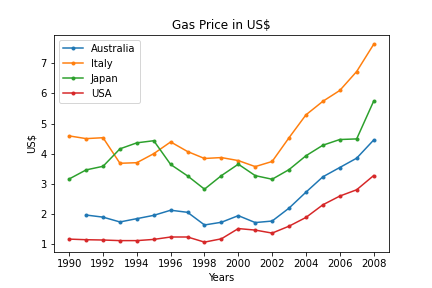 Gas Price in US$
Australia
Italy
Japan
USA
US$
7
6
5
4
3
2
1
1990 1992 1994 1996 1998 2000 2002 2004 2006 2008
Years